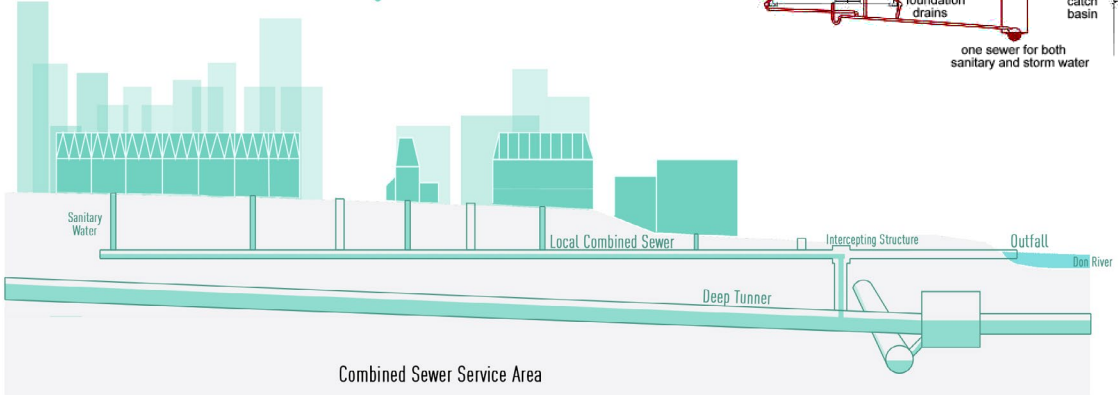 foundation
drains
catch
basin
one sewer for both
sanitary and storm water
Sanitary
Water
Local Combined Sewer
Intercepting Structure
Outfall
Don River
Deep Tunner
Combined Sewer Service Area